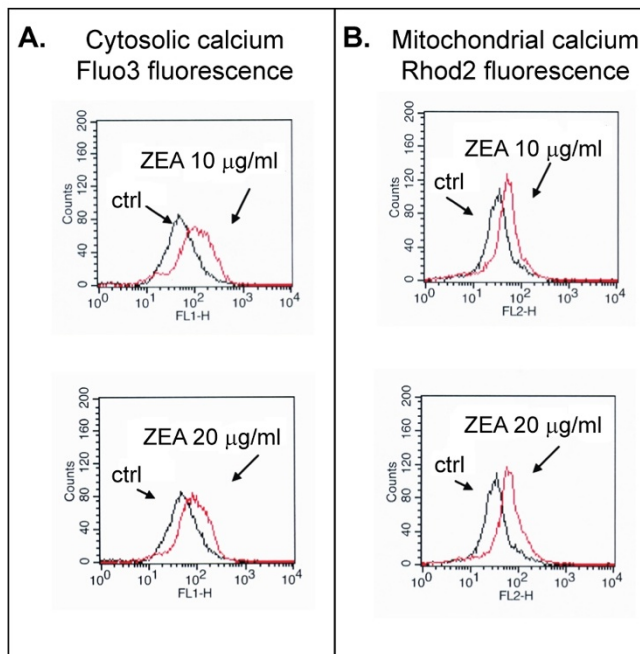 A. Cytosolic calcium
Fluo3 fluorescence
200
160
120
80
40
0
Counts
ZEA 10 µg/ml
ctrl
10⁰ 10¹ 10² 10³ 10⁴
FL1-H
200
160
120
80
40
0
Counts
ZEA 20 µg/ml
ctrl
10⁰ 10¹ 10² 10³ 10⁴
FL1-H
B. Mitochondrial calcium
Rhod2 fluorescence
200
160
120
80
40
0
Counts
ZEA 10 µg/ml
ctrl
10⁰ 10¹ 10² 10³ 10⁴
FL2-H
200
160
120
80
40
0
Counts
ZEA 20 µg/ml
ctrl
10⁰ 10¹ 10² 10³ 10⁴
FL2-H